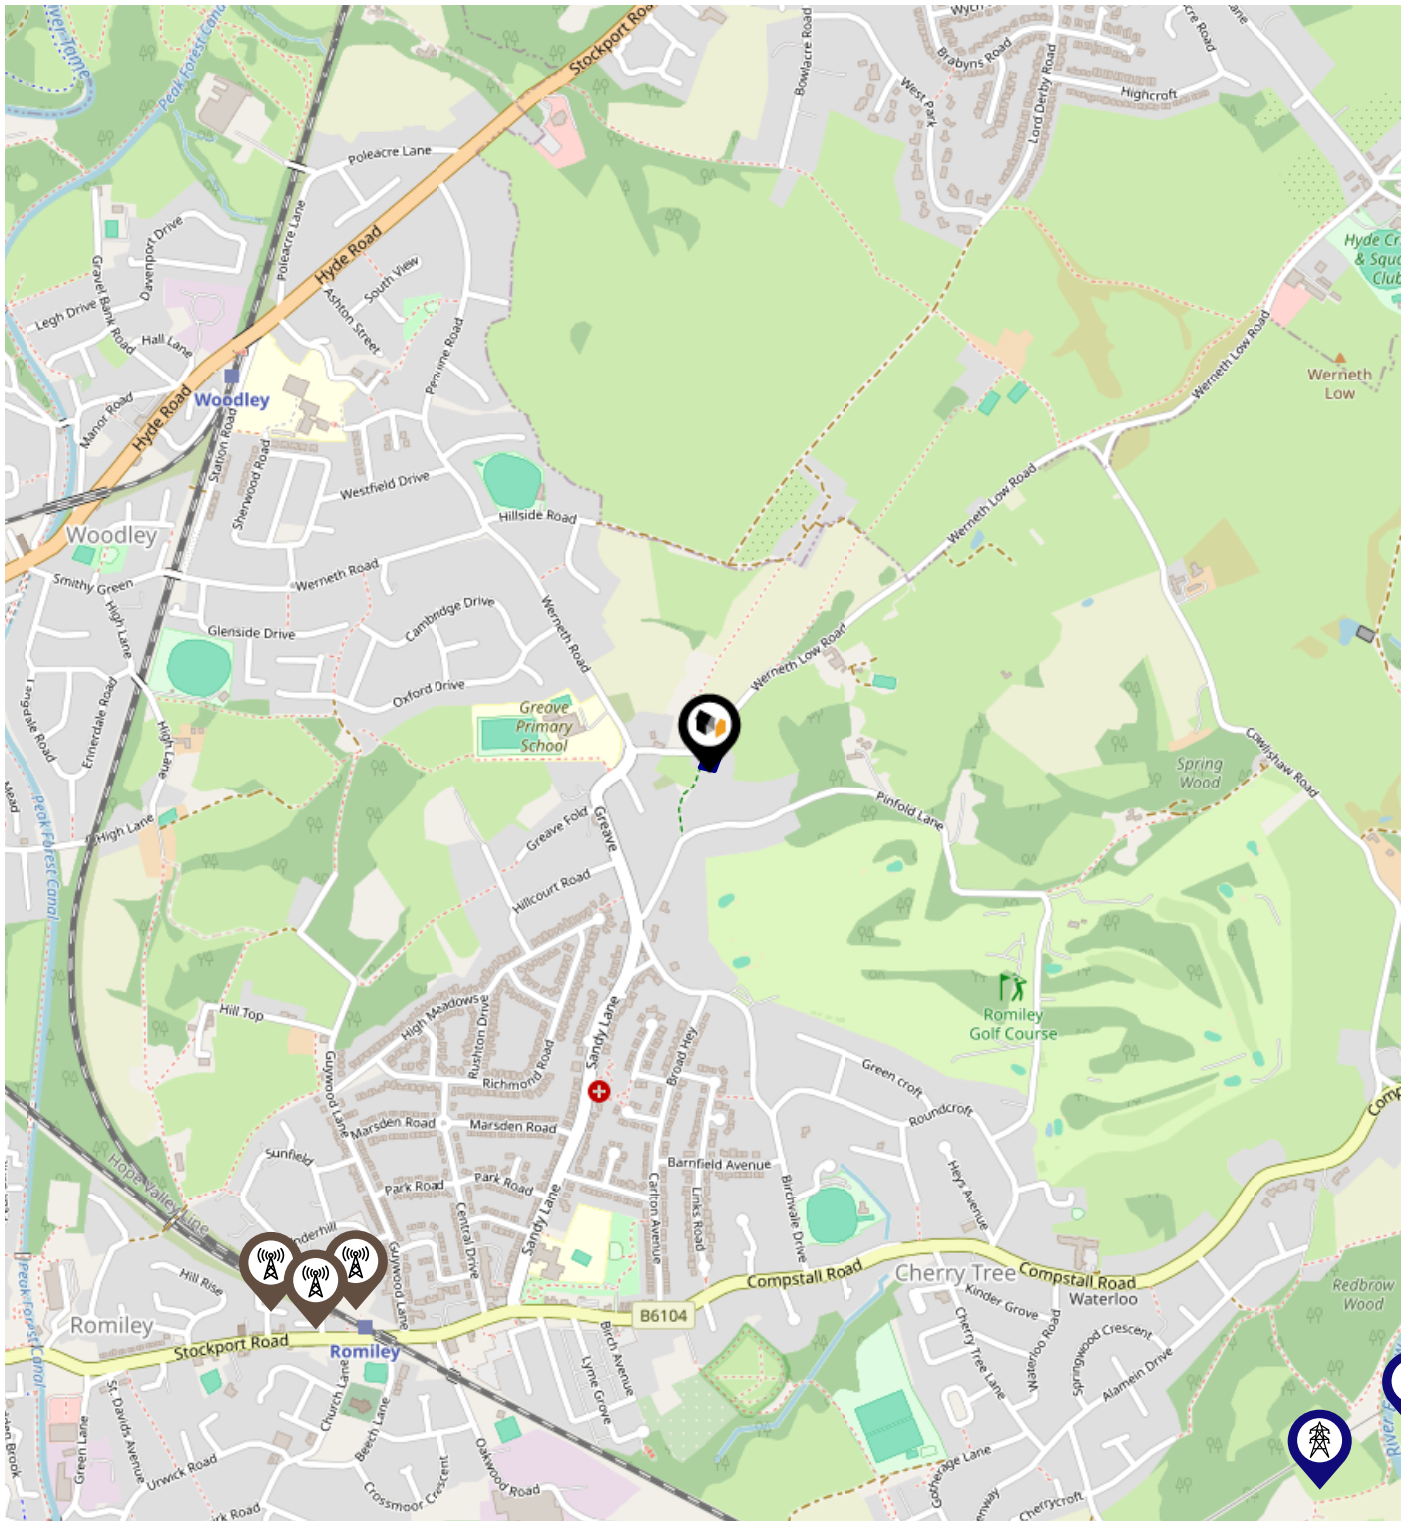 River Tame
Peak Forest Canal
Stockport Road
Bowlacre Road
Brabyns Road
West Park
Lord Derby Road
Highcroft
Poleacre Lane
Poleacre Lane
Davenport Drive
Gravel Bank Road
Legh Drive
Hall Lane
Hyde Road
South View
Ashton Street
Pennine Road
Werneth Low Road
Werneth
Low
Woodley
Manor Road
Hyde Road
Station Road
Sherwood Road
Westfield Drive
Hillside Road
Werneth Low Road
Woodley
Smithy Green
Werneth Road
High Lane
Glenside Drive
Cambridge Drive
Werneth Road
Oxford Drive
Werneth Low Road
Langdale Road
Ennerdale Road
High Lane
Greave
Primary
School
Spring
Wood
Cowlishaw Road
Mead
Peak Forest Canal
High Lane
Greave Fold
Greave
Pinfold Lane
Hillcourt Road
Hill Top
High Meadows
Rushton Drive
Sandy Lane
Romiley
Golf Course
Guywood Lane
Richmond Road
Broad Hey
Green croft
Roundcroft
Marsden Road
Marsden Road
Sunfield
Hope Valley Line
Park Road
Park Road
Barnfield Avenue
Heys Avenue
Central Drive
Sandy Lane
Carlton Avenue
Links Road
Birchvale Drive
Guywood Lane
Hill Rise
Peak Forest Canal
Romiley
Stockport Road
Romiley
B6104
Compstall Road
Cherry Tree
Compstall Road
Waterloo
Kinder Grove
Redbrow
Wood
Birch Avenue
Lyme Grove
Cherry Tree Lane
Waterloo Road
Springwood Crescent
Alamein Drive
Church Lane
Beech Lane
St. Davids Avenue
Green Lane
Urwick Road
Crossmoor Crescent
Oakwood Road
Gotherage Lane
Cherrycroft